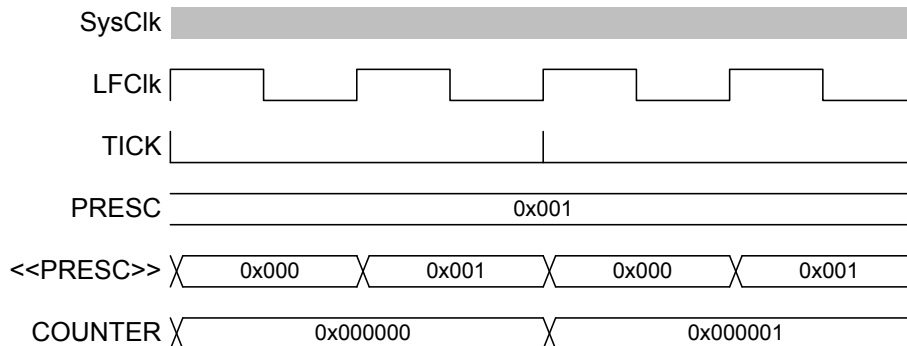 SysClk
LFClk
TICK
PRESC 0x001
<<PRESC>> 0x000 0x001 0x000 0x001
COUNTER 0x000000 0x000001